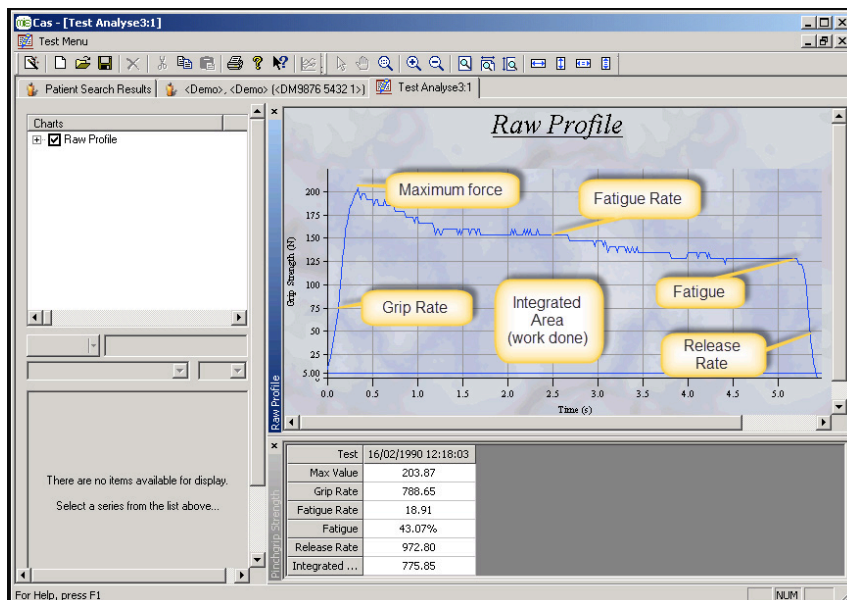 Cas - [Test Analyse3:1]
Test Menu
Patient Search Results
<Demo>, <Demo> [<DM9876 5432 1>]
Test Analyse3:1
Charts
Raw Profile
There are no items available for display.
Select a series from the list above...
Raw Profile
Raw Profile
Grip Strength (N)
200
175
150
125
100
75
50
25
5.00
0.0 0.5 1.0 1.5 2.0 2.5 3.0 3.5 4.0 4.5 5.0
Time (s)
Maximum force
Fatigue Rate
Grip Rate
Integrated
Area
(work done)
Fatigue
Release
Rate
Pinchgrip Strength
Test 16/02/1990 12:18:03
Max Value 203.87
Grip Rate 788.65
Fatigue Rate 18.91
Fatigue 43.07%
Release Rate 972.80
Integrated ... 775.85
For Help, press F1
NUM